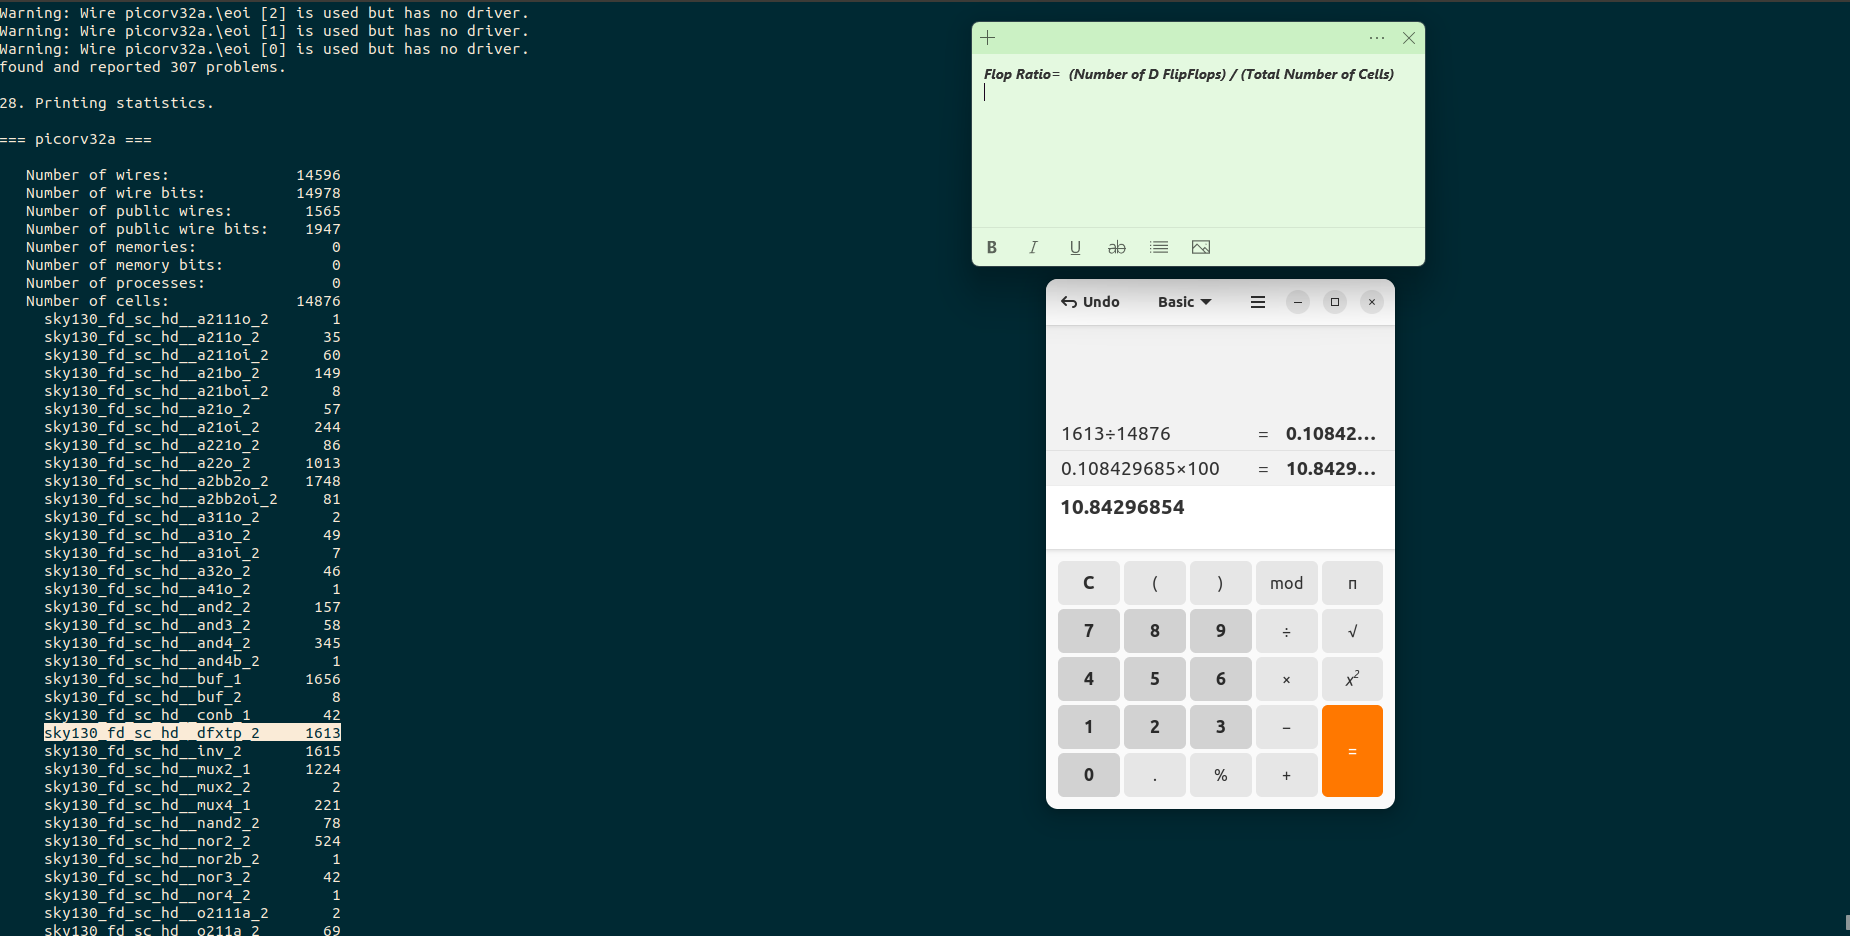 Warning: Wire picorv32a.\eoi [2] is used but has no driver.
Warning: Wire picorv32a.\eoi [1] is used but has no driver.
Warning: Wire picorv32a.\eoi [0] is used but has no driver.
found and reported 307 problems.
28. Printing statistics.
=== picorv32a ===
Number of wires: 14596
Number of wire bits: 14978
Number of public wires: 1565
Number of public wire bits: 1947
Number of memories: 0
Number of memory bits: 0
Number of processes: 0
Number of cells: 14876
sky130_fd_sc_hd__a2111o_2 1
sky130_fd_sc_hd__a211o_2 35
sky130_fd_sc_hd__a211oi_2 60
sky130_fd_sc_hd__a21bo_2 149
sky130_fd_sc_hd__a21boi_2 8
sky130_fd_sc_hd__a21o_2 57
sky130_fd_sc_hd__a21oi_2 244
sky130_fd_sc_hd__a221o_2 86
sky130_fd_sc_hd__a22o_2 1013
sky130_fd_sc_hd__a2bb2o_2 1748
sky130_fd_sc_hd__a2bb2oi_2 81
sky130_fd_sc_hd__a311o_2 2
sky130_fd_sc_hd__a31o_2 49
sky130_fd_sc_hd__a31oi_2 7
sky130_fd_sc_hd__a32o_2 46
sky130_fd_sc_hd__a41o_2 1
sky130_fd_sc_hd__and2_2 157
sky130_fd_sc_hd__and3_2 58
sky130_fd_sc_hd__and4_2 345
sky130_fd_sc_hd__and4b_2 1
sky130_fd_sc_hd__buf_1 1656
sky130_fd_sc_hd__buf_2 8
sky130_fd_sc_hd__conb_1 42
sky130_fd_sc_hd__dfxtp_2 1613
sky130_fd_sc_hd__inv_2 1615
sky130_fd_sc_hd__mux2_1 1224
sky130_fd_sc_hd__mux2_2 2
sky130_fd_sc_hd__mux4_1 221
sky130_fd_sc_hd__nand2_2 78
sky130_fd_sc_hd__nor2_2 524
sky130_fd_sc_hd__nor2b_2 1
sky130_fd_sc_hd__nor3_2 42
sky130_fd_sc_hd__nor4_2 1
sky130_fd_sc_hd__o2111a_2 2
sky130_fd_sc_hd__o211a_2 69
Flop Ratio= (Number of D FlipFlops) / (Total Number of Cells)
B I U ab
Undo Basic
1613÷14876 = 0.10842...
0.108429685×100 = 10.8429...
10.84296854
C ( ) mod π
7 8 9 ÷ √
4 5 6 × x²
1 2 3 − =
0 . % +